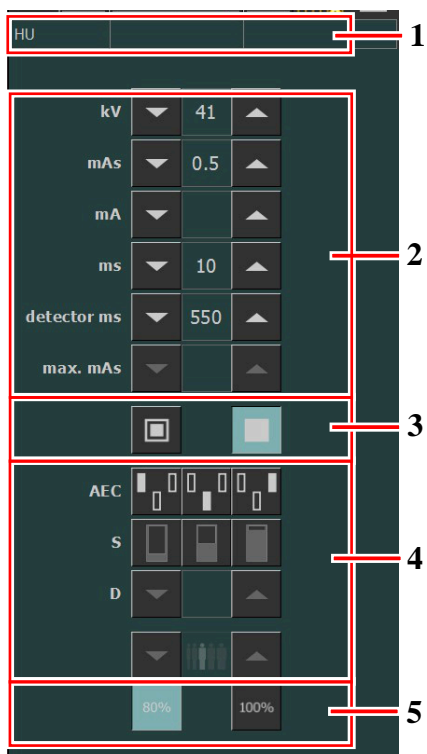 HU
1
kV 41
mAs 0.5
mA
ms 10
2
detector ms 550
max. mAs
3
AEC
S
4
D
80% 100%
5